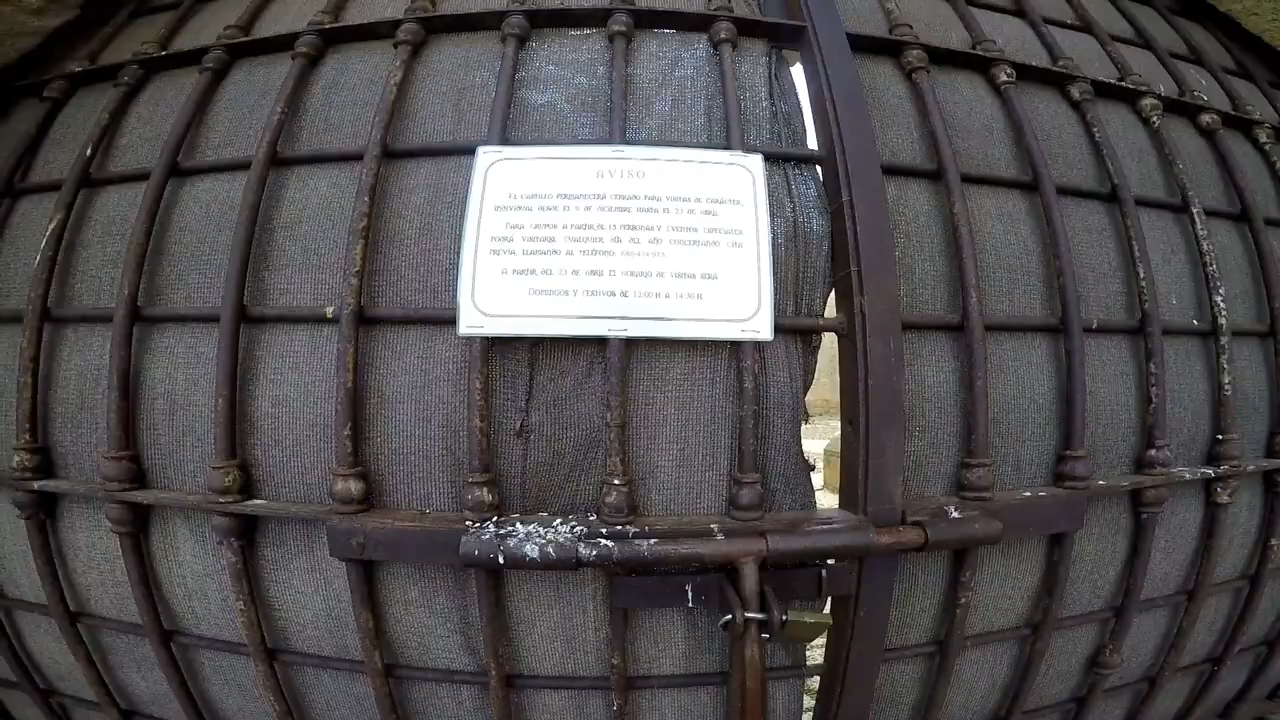 AVISO
EL CASTILLO PERMANECERÁ CERRADO PARA VISITAS DE CARÁCTER,
INDIVIDUAL DESDE EL 9 DE DICIEMBRE HASTA EL 22 DE ABRIL
PARA GRUPOS A PARTIR DE 15 PERSONAS Y EVENTOS ESPECIALES
PODRÁ VISITARSE CUALQUIER DÍA DEL AÑO CONCERTANDO CITA
PREVIA, LLAMANDO AL TELÉFONO:
A PARTIR DEL 23 DE ABRIL EL HORARIO DE VISITAS SERÁ
DOMINGOS Y FESTIVOS DE 12:00 H A 14:30 H.